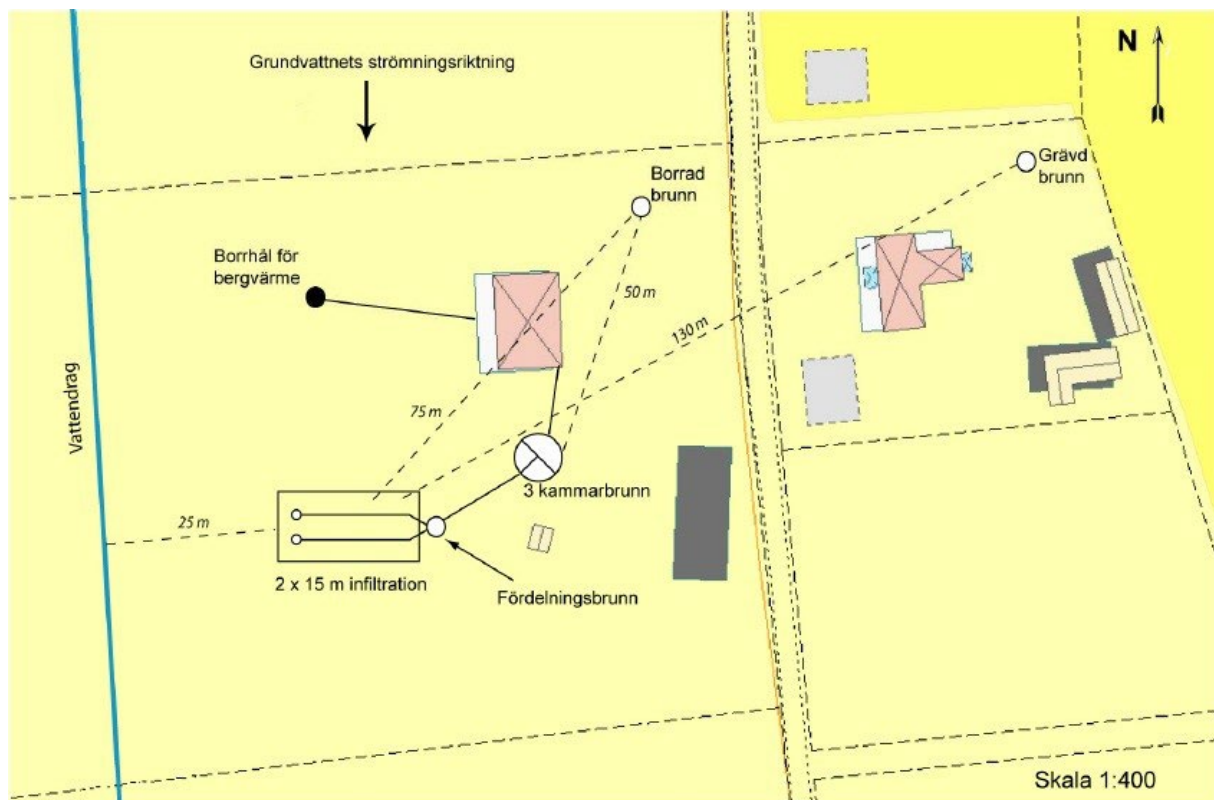 Grundvattnets strömningsriktning
N
Borrad
brunn
Grävd
brunn
Borrhål för
bergvärme
50 m
130 m
75 m
Vattendrag
3 kammarbrunn
25 m
2 x 15 m infiltration
Fördelningsbrunn
Skala 1:400